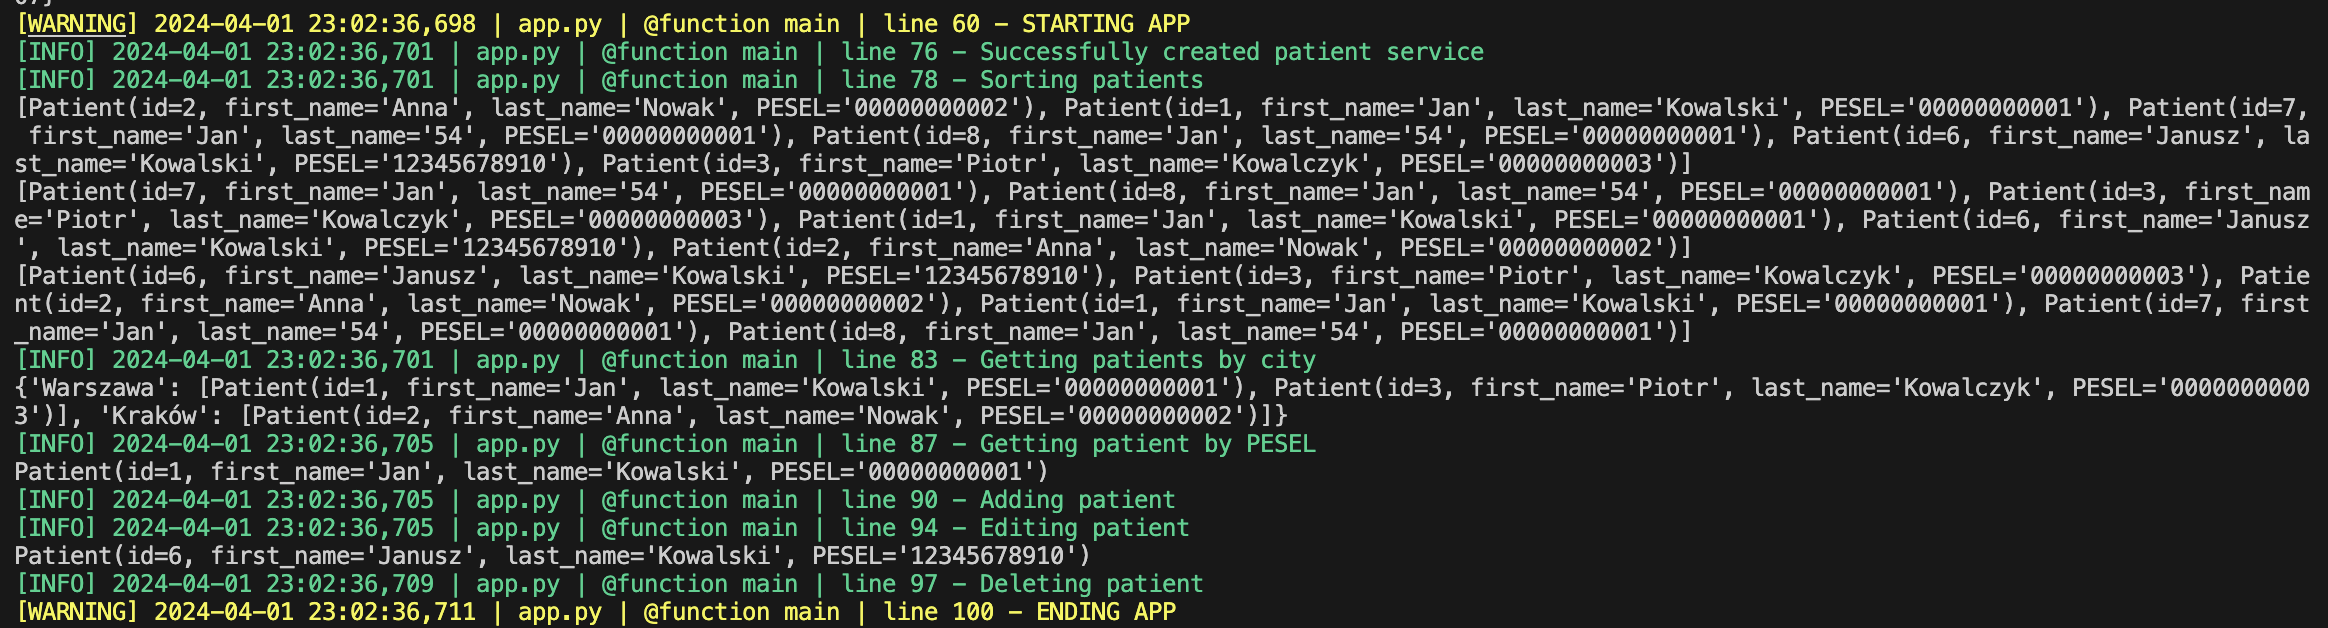 [WARNING] 2024-04-01 23:02:36,698 | app.py | @function main | line 60 - STARTING APP
[INFO] 2024-04-01 23:02:36,701 | app.py | @function main | line 76 - Successfully created patient service
[INFO] 2024-04-01 23:02:36,701 | app.py | @function main | line 78 - Sorting patients
[Patient(id=2, first_name='Anna', last_name='Nowak', PESEL='00000000002'), Patient(id=1, first_name='Jan', last_name='Kowalski', PESEL='00000000001'), Patient(id=7,
 first_name='Jan', last_name='54', PESEL='00000000001'), Patient(id=8, first_name='Jan', last_name='54', PESEL='00000000001'), Patient(id=6, first_name='Janusz', la
st_name='Kowalski', PESEL='12345678910'), Patient(id=3, first_name='Piotr', last_name='Kowalczyk', PESEL='00000000003')]
[Patient(id=7, first_name='Jan', last_name='54', PESEL='00000000001'), Patient(id=8, first_name='Jan', last_name='54', PESEL='00000000001'), Patient(id=3, first_nam
e='Piotr', last_name='Kowalczyk', PESEL='00000000003'), Patient(id=1, first_name='Jan', last_name='Kowalski', PESEL='00000000001'), Patient(id=6, first_name='Janusz
', last_name='Kowalski', PESEL='12345678910'), Patient(id=2, first_name='Anna', last_name='Nowak', PESEL='00000000002')]
[Patient(id=6, first_name='Janusz', last_name='Kowalski', PESEL='12345678910'), Patient(id=3, first_name='Piotr', last_name='Kowalczyk', PESEL='00000000003'), Patie
nt(id=2, first_name='Anna', last_name='Nowak', PESEL='00000000002'), Patient(id=1, first_name='Jan', last_name='Kowalski', PESEL='00000000001'), Patient(id=7, first
_name='Jan', last_name='54', PESEL='00000000001'), Patient(id=8, first_name='Jan', last_name='54', PESEL='00000000001')]
[INFO] 2024-04-01 23:02:36,701 | app.py | @function main | line 83 - Getting patients by city
{'Warszawa': [Patient(id=1, first_name='Jan', last_name='Kowalski', PESEL='00000000001'), Patient(id=3, first_name='Piotr', last_name='Kowalczyk', PESEL='0000000000
3')], 'Kraków': [Patient(id=2, first_name='Anna', last_name='Nowak', PESEL='00000000002')]}
[INFO] 2024-04-01 23:02:36,705 | app.py | @function main | line 87 - Getting patient by PESEL
Patient(id=1, first_name='Jan', last_name='Kowalski', PESEL='00000000001')
[INFO] 2024-04-01 23:02:36,705 | app.py | @function main | line 90 - Adding patient
[INFO] 2024-04-01 23:02:36,705 | app.py | @function main | line 94 - Editing patient
Patient(id=6, first_name='Janusz', last_name='Kowalski', PESEL='12345678910')
[INFO] 2024-04-01 23:02:36,709 | app.py | @function main | line 97 - Deleting patient
[WARNING] 2024-04-01 23:02:36,711 | app.py | @function main | line 100 - ENDING APP